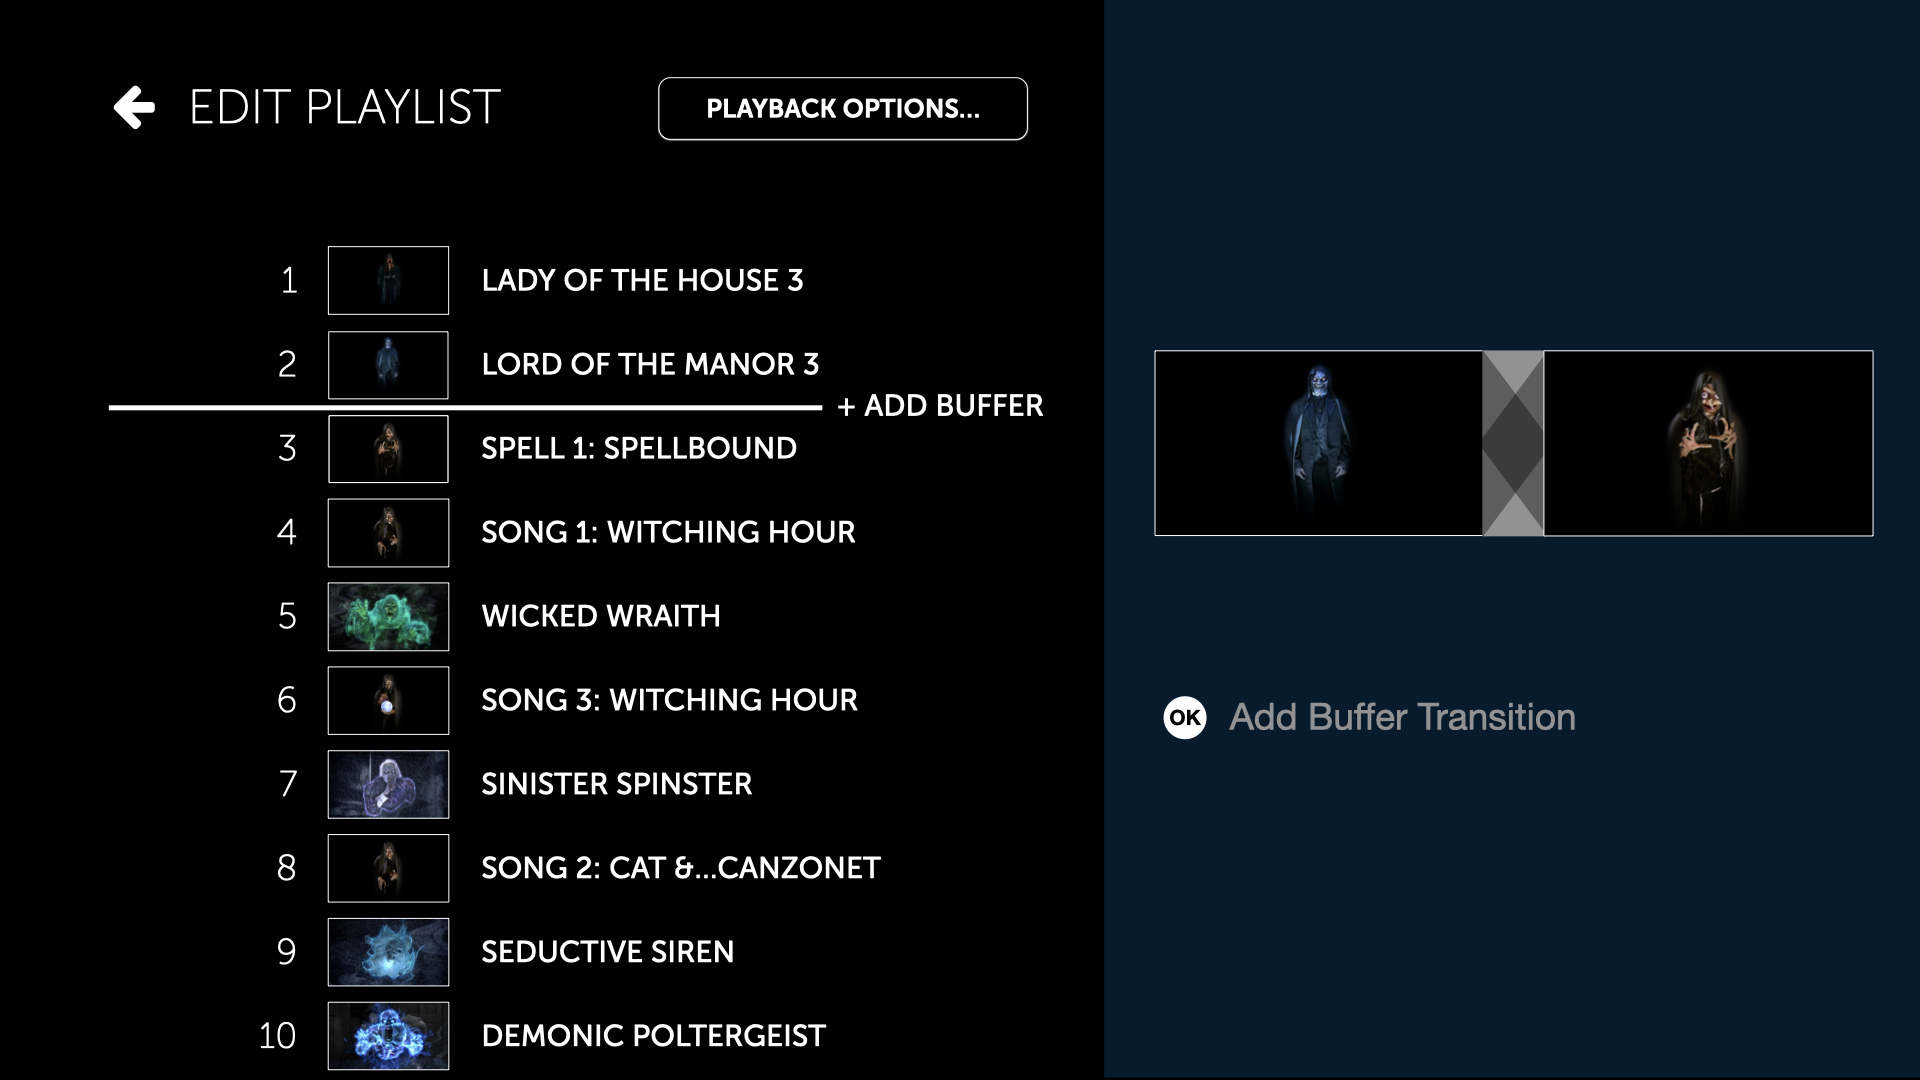 EDIT PLAYLIST
PLAYBACK OPTIONS...
1 LADY OF THE HOUSE 3
2 LORD OF THE MANOR 3
+ ADD BUFFER
3 SPELL 1: SPELLBOUND
4 SONG 1: WITCHING HOUR
5 WICKED WRAITH
6 SONG 3: WITCHING HOUR
7 SINISTER SPINSTER
8 SONG 2: CAT &...CANZONET
9 SEDUCTIVE SIREN
10 DEMONIC POLTERGEIST
OK Add Buffer Transition